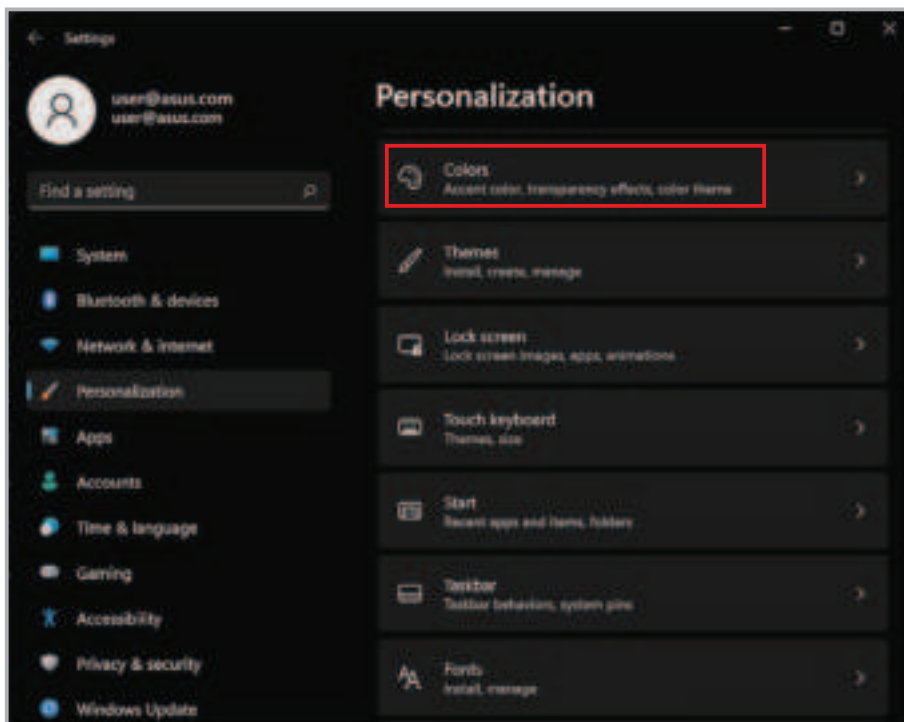 Settings
user@asus.com
user@asus.com
Find a setting
System
Bluetooth & devices
Network & internet
Personalization
Apps
Accounts
Time & language
Gaming
Accessibility
Privacy & security
Windows Update
Personalization
Colors
Accent color, transparency effects, color theme
Themes
Install, create, manage
Lock screen
Lock screen images, apps, animations
Touch keyboard
Themes, size
Start
Recent apps and items, folders
Taskbar
Taskbar behaviors, system pins
Fonts
Install, manage